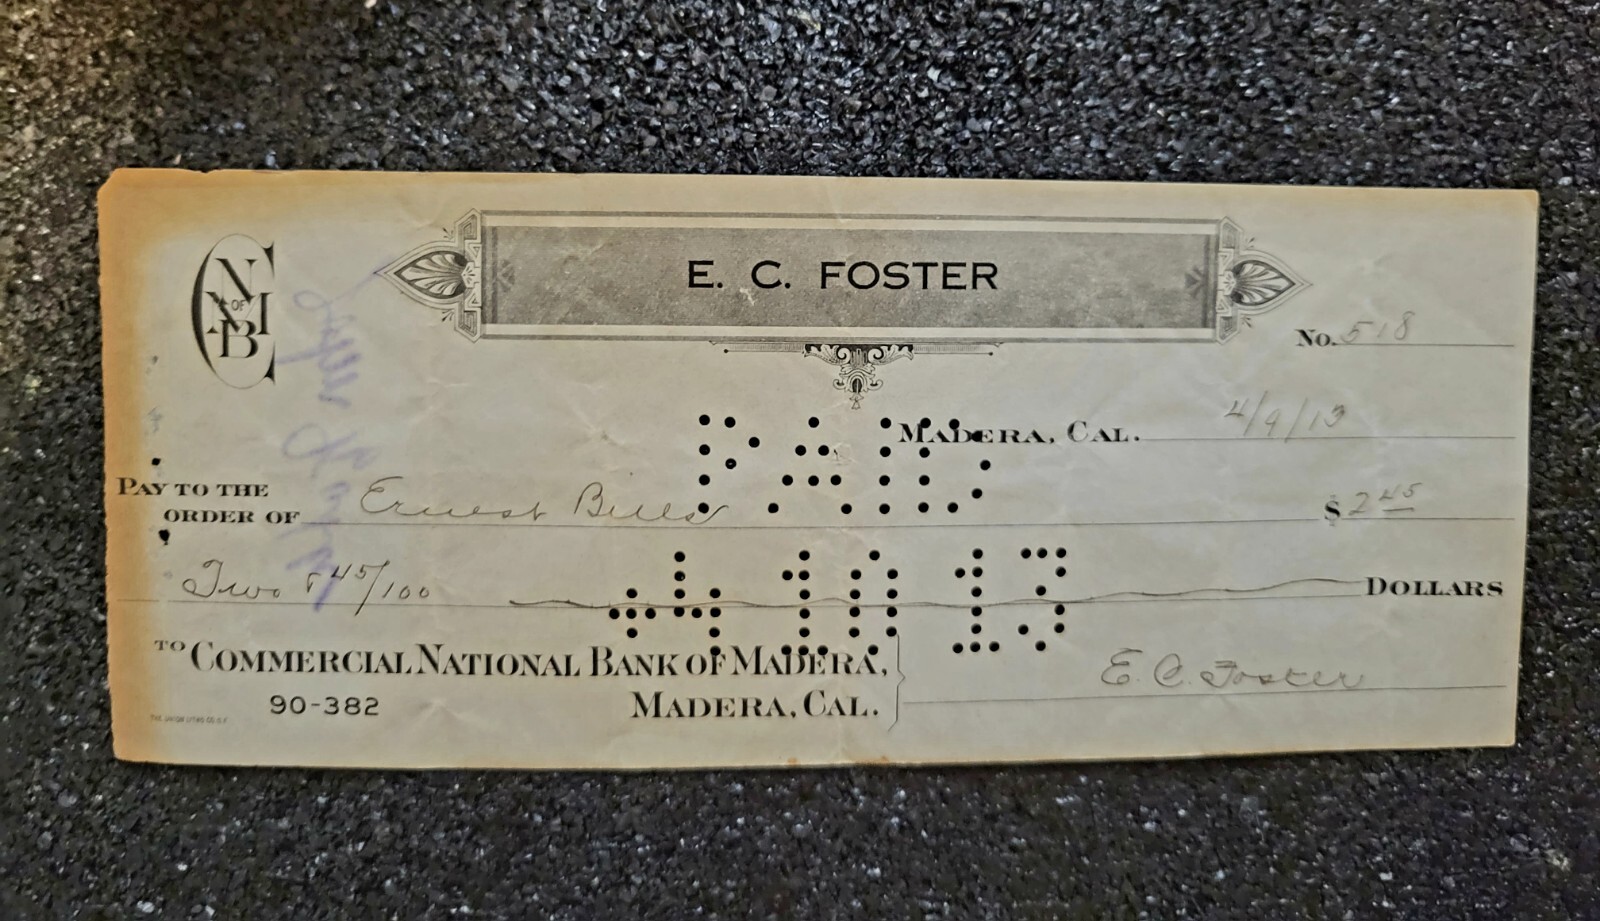 CNB OF M
E. C. FOSTER
No. 518
MADERA, CAL. 4/9/13
PAID
PAY TO THE
ORDER OF Ernest Bills $2 45
Two & 45/100 DOLLARS
4 10 13
TO COMMERCIAL NATIONAL BANK OF MADERA,
MADERA, CAL.
90-382
E. C. Foster